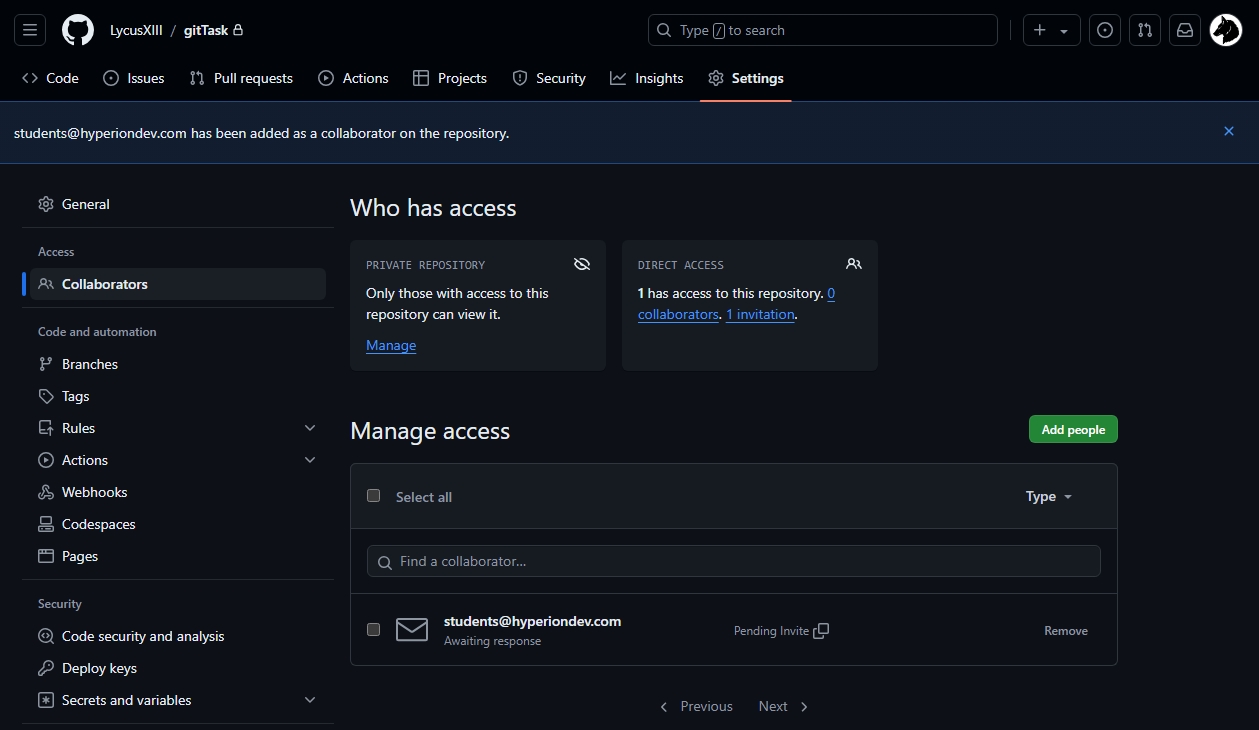 LycusXIII / gitTask
Type / to search
Code
Issues
Pull requests
Actions
Projects
Security
Insights
Settings
students@hyperiondev.com has been added as a collaborator on the repository.
General
Access
Collaborators
Code and automation
Branches
Tags
Rules
Actions
Webhooks
Codespaces
Pages
Security
Code security and analysis
Deploy keys
Secrets and variables
Who has access
PRIVATE REPOSITORY
Only those with access to this
repository can view it.
Manage
DIRECT ACCESS
1 has access to this repository. 0
collaborators. 1 invitation.
Manage access
Add people
Select all
Type
Find a collaborator...
students@hyperiondev.com
Awaiting response
Pending Invite
Remove
Previous
Next